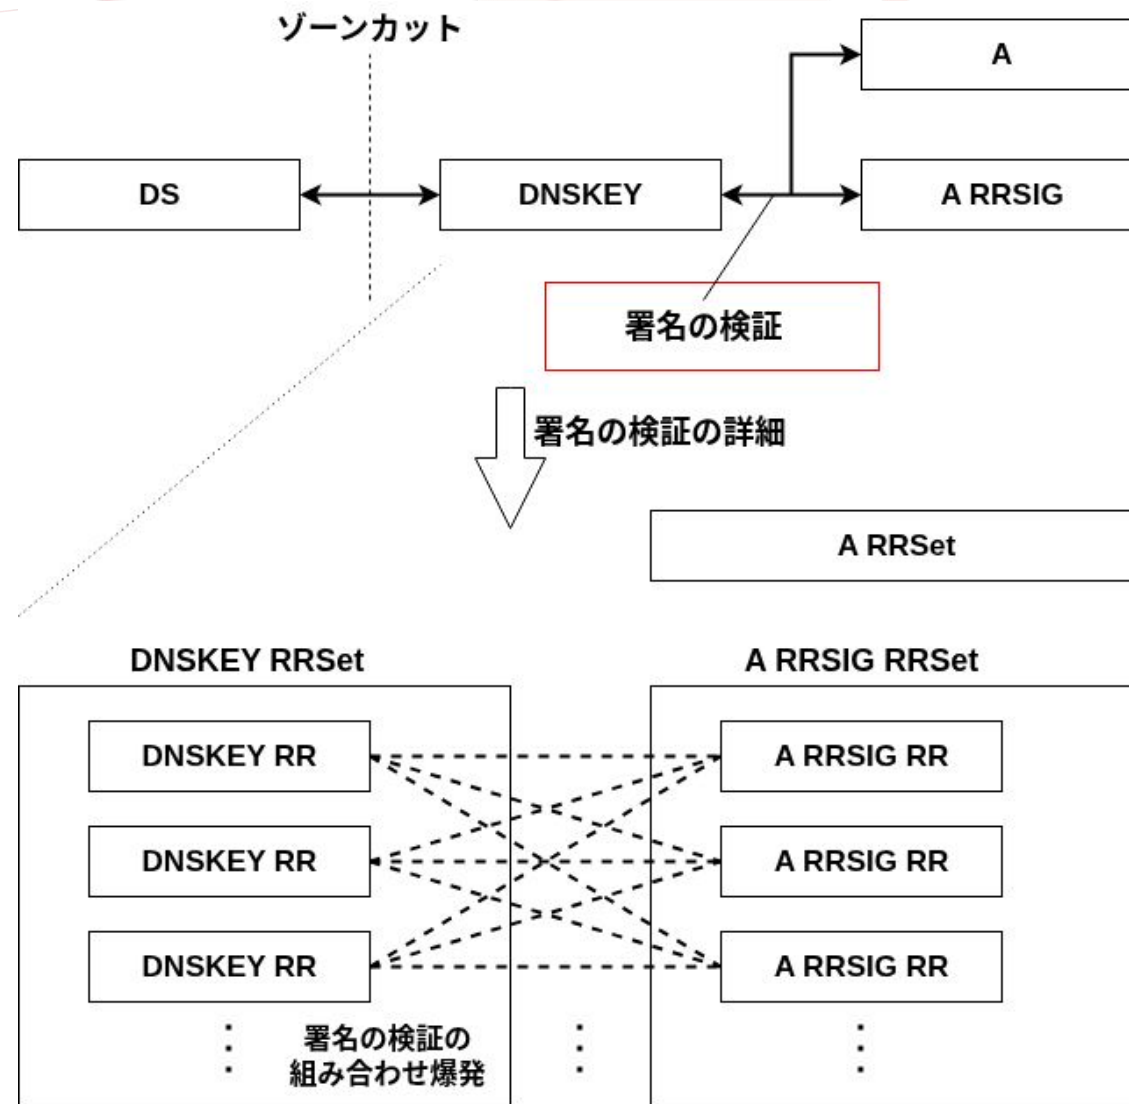 ゾーンカット
A
DS
DNSKEY
A RRSIG
署名の検証
署名の検証の詳細
A RRSet
DNSKEY RRSet
A RRSIG RRSet
DNSKEY RR
A RRSIG RR
DNSKEY RR
A RRSIG RR
DNSKEY RR
A RRSIG RR
署名の検証の
組み合わせ爆発